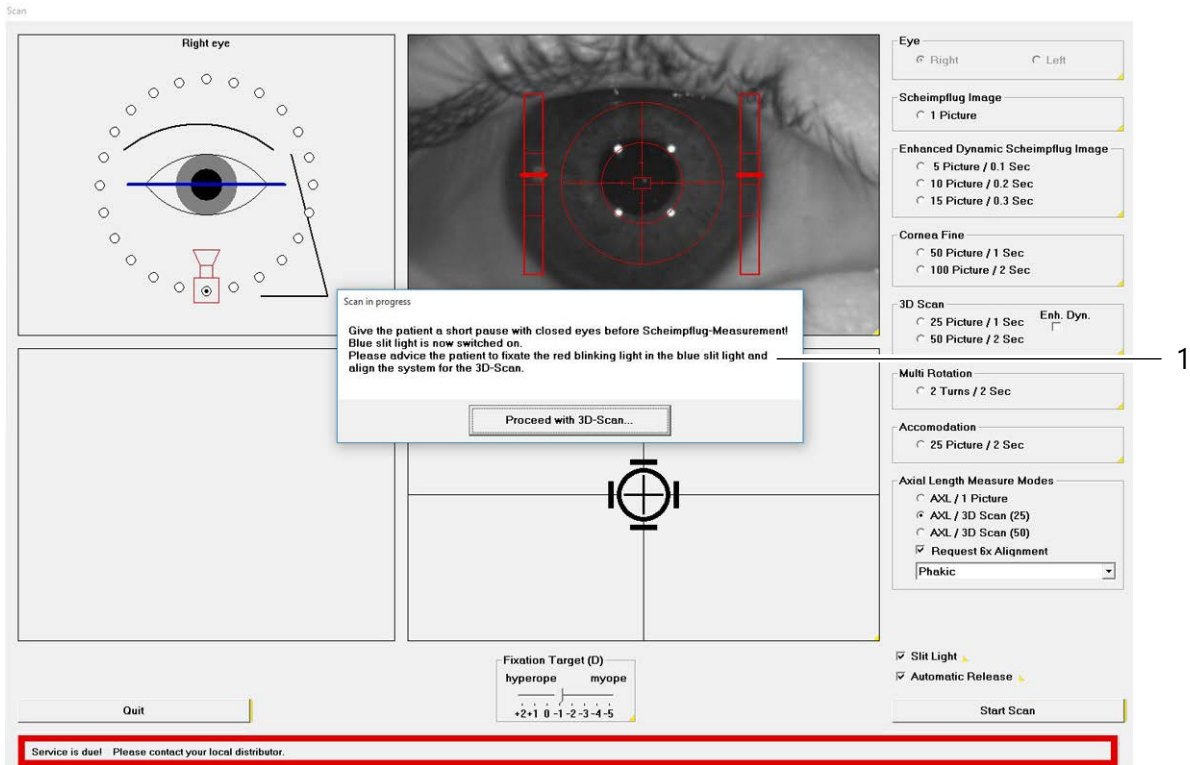 Scan
Right eye
Scan in progress
Give the patient a short pause with closed eyes before Scheimpflug-Measurement!
Blue slit light is now switched on.
Please advice the patient to fixate the red blinking light in the blue slit light and
align the system for the 3D-Scan.
Proceed with 3D-Scan...
1
Eye
Right Left
Scheimpflug Image
1 Picture
Enhanced Dynamic Scheimpflug Image
5 Picture / 0.1 Sec
10 Picture / 0.2 Sec
15 Picture / 0.3 Sec
Cornea Fine
50 Picture / 1 Sec
100 Picture / 2 Sec
3D Scan
Enh. Dyn.
25 Picture / 1 Sec
50 Picture / 2 Sec
Multi Rotation
2 Turns / 2 Sec
Accomodation
25 Picture / 2 Sec
Axial Length Measure Modes
AXL / 1 Picture
AXL / 3D Scan (25)
AXL / 3D Scan (50)
Request 6x Alignment
Phakic
Fixation Target (D)
hyperope myope
+2+1 0 -1 -2 -3 -4 -5
Slit Light
Automatic Release
Quit
Start Scan
Service is due! Please contact your local distributor.